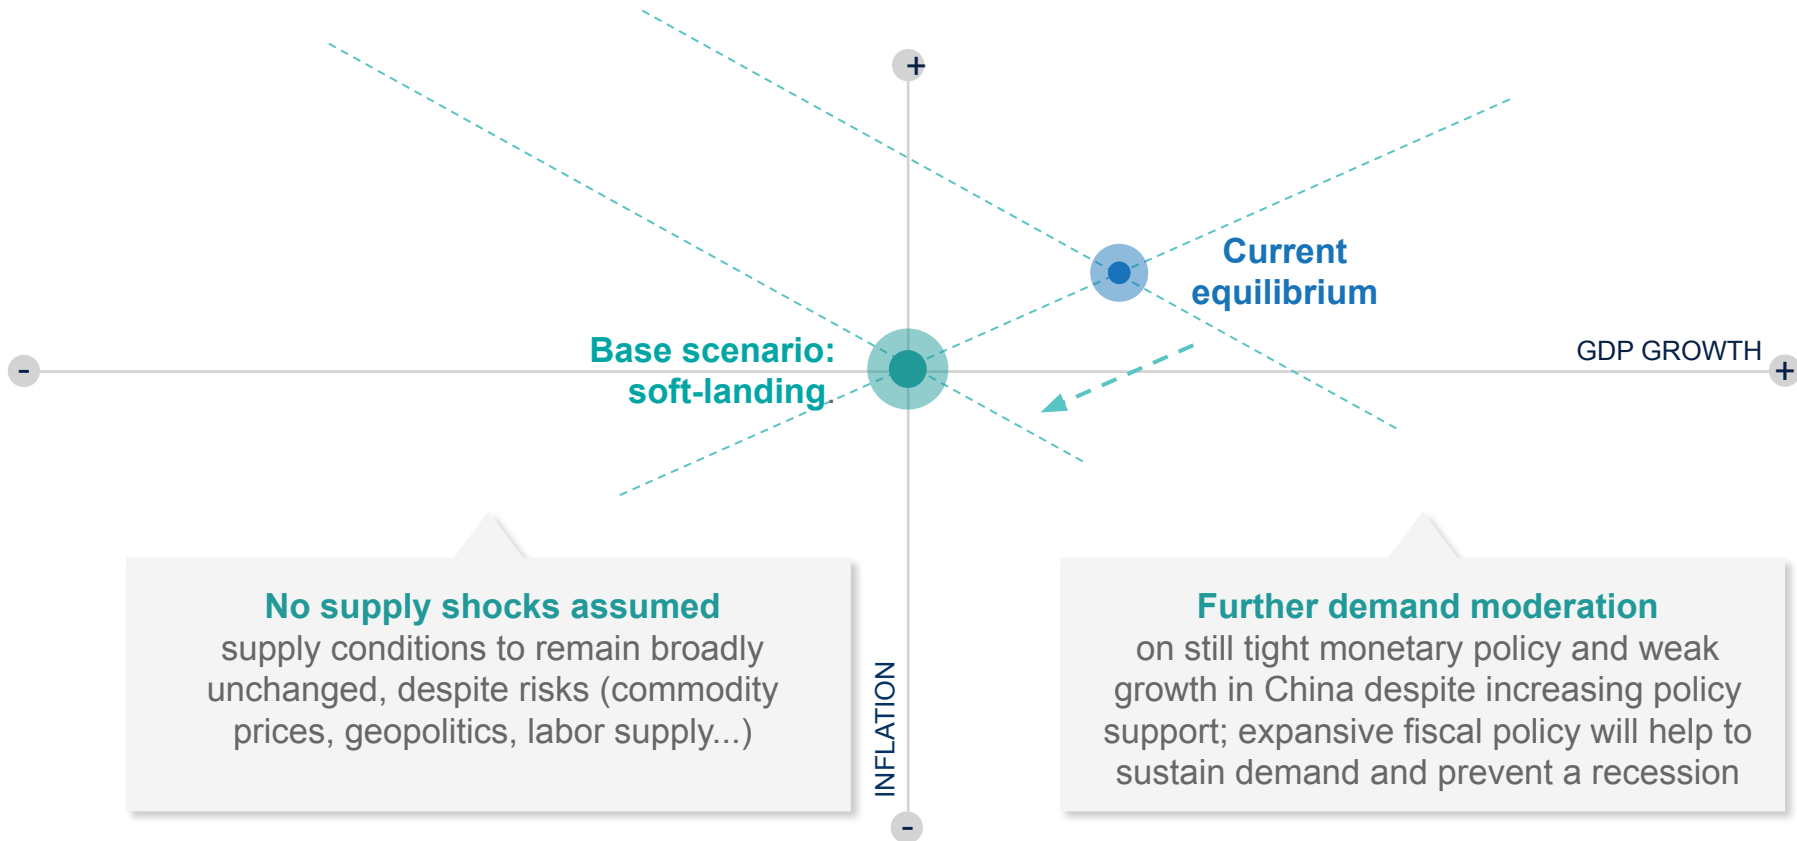 +
Current
equilibrium
Base scenario:
soft-landing.
GDP GROWTH
-
+
No supply shocks assumed
supply conditions to remain broadly
unchanged, despite risks (commodity
prices, geopolitics, labor supply...)
INFLATION
-
Further demand moderation
on still tight monetary policy and weak
growth in China despite increasing policy
support; expansive fiscal policy will help to
sustain demand and prevent a recession